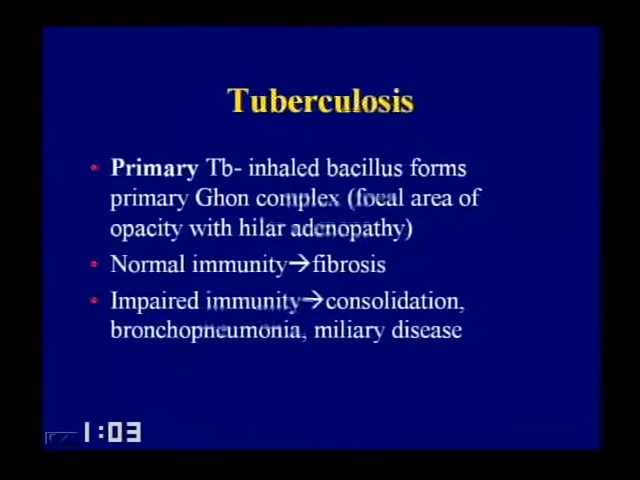 Tuberculosis
• Primary Tb- inhaled bacillus forms
primary Ghon complex (focal area of
opacity with hilar adenopathy)
• Normal immunity→fibrosis
• Impaired immunity→consolidation,
bronchopneumonia, miliary disease
1:03